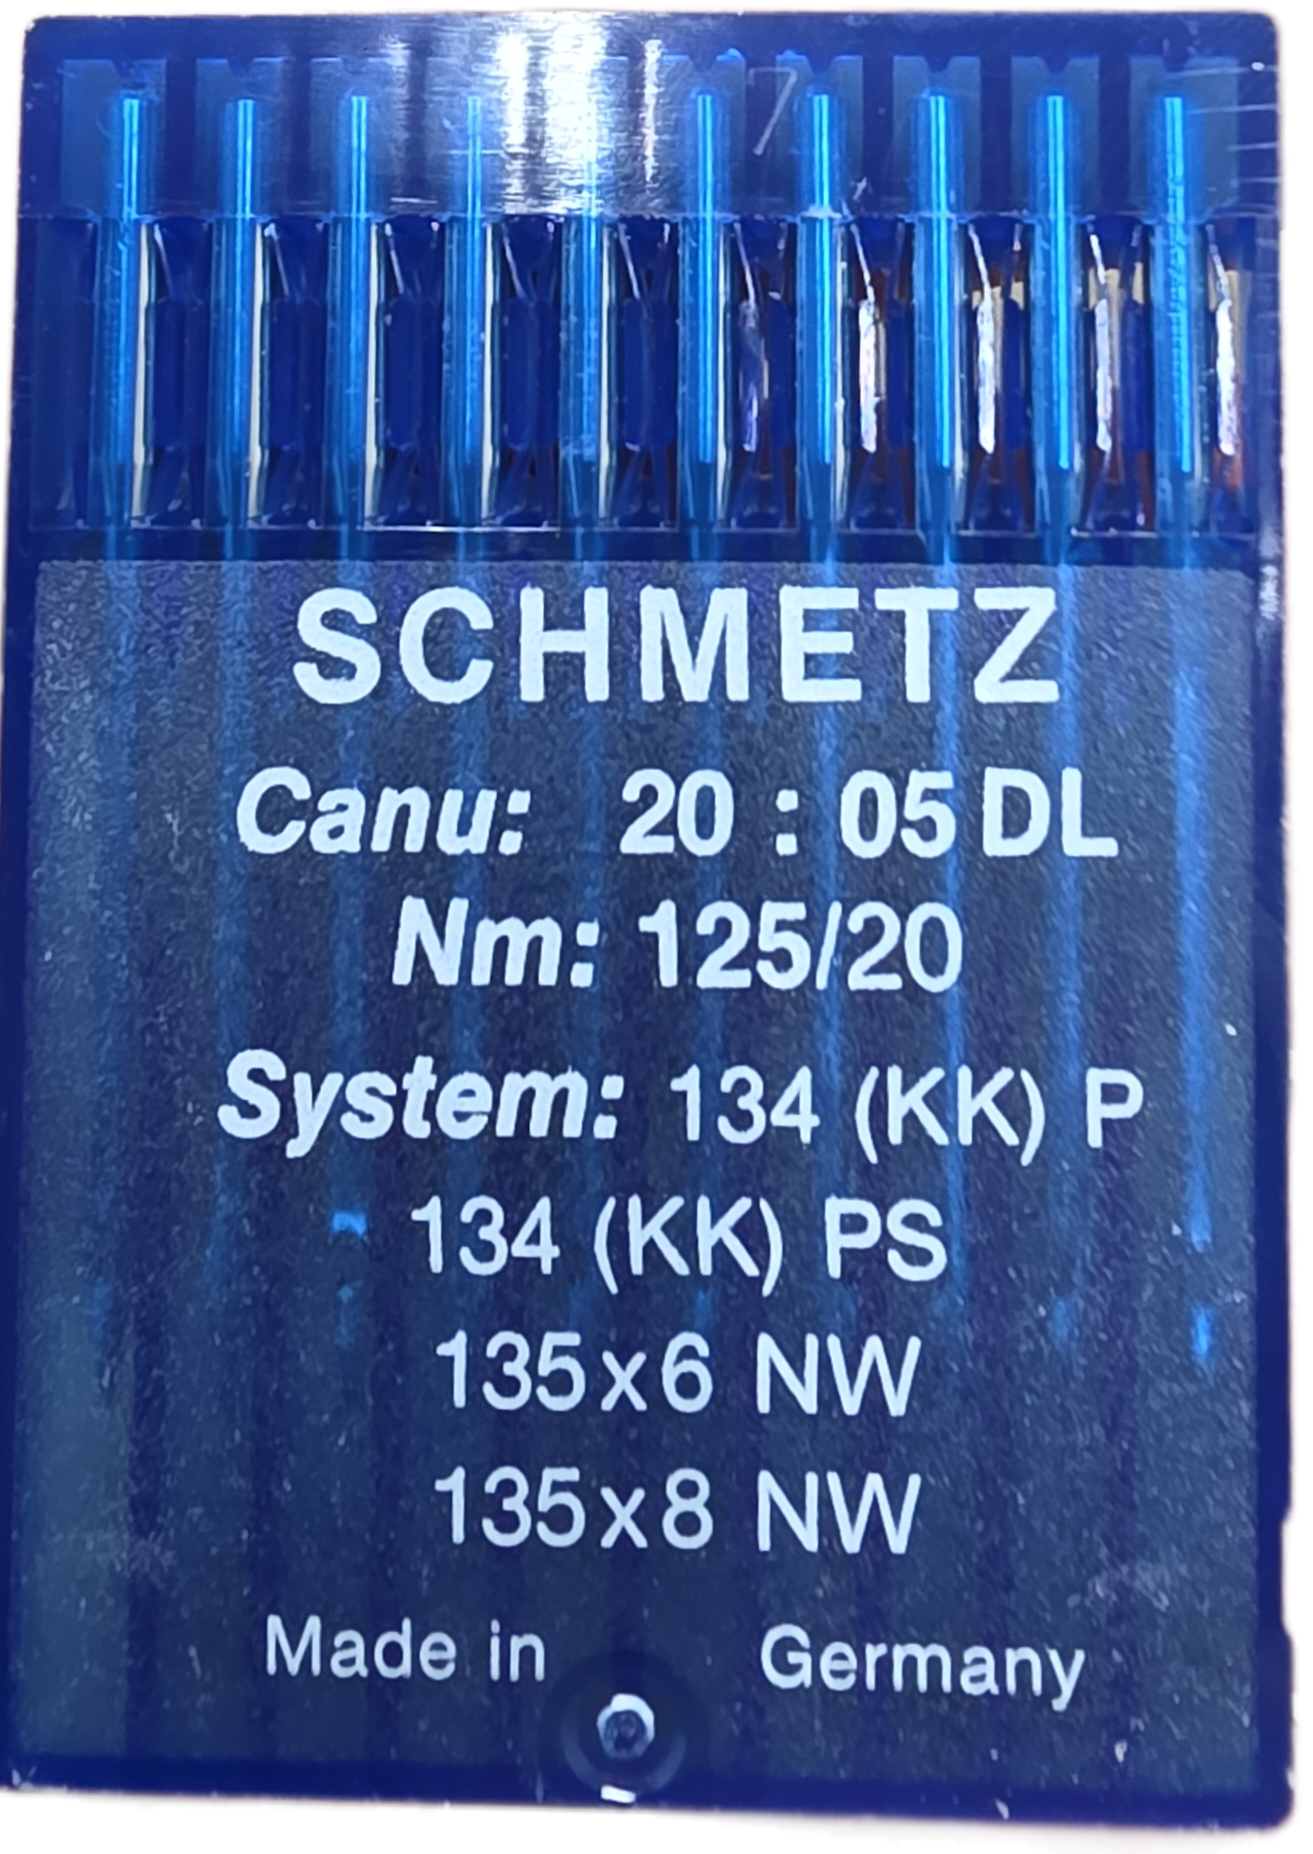 SCHMETZ
Canu: 20 : 05 DL
Nm: 125/20
System: 134 (KK) P
134 (KK) PS
135x6 NW
135x8 NW
Made in Germany